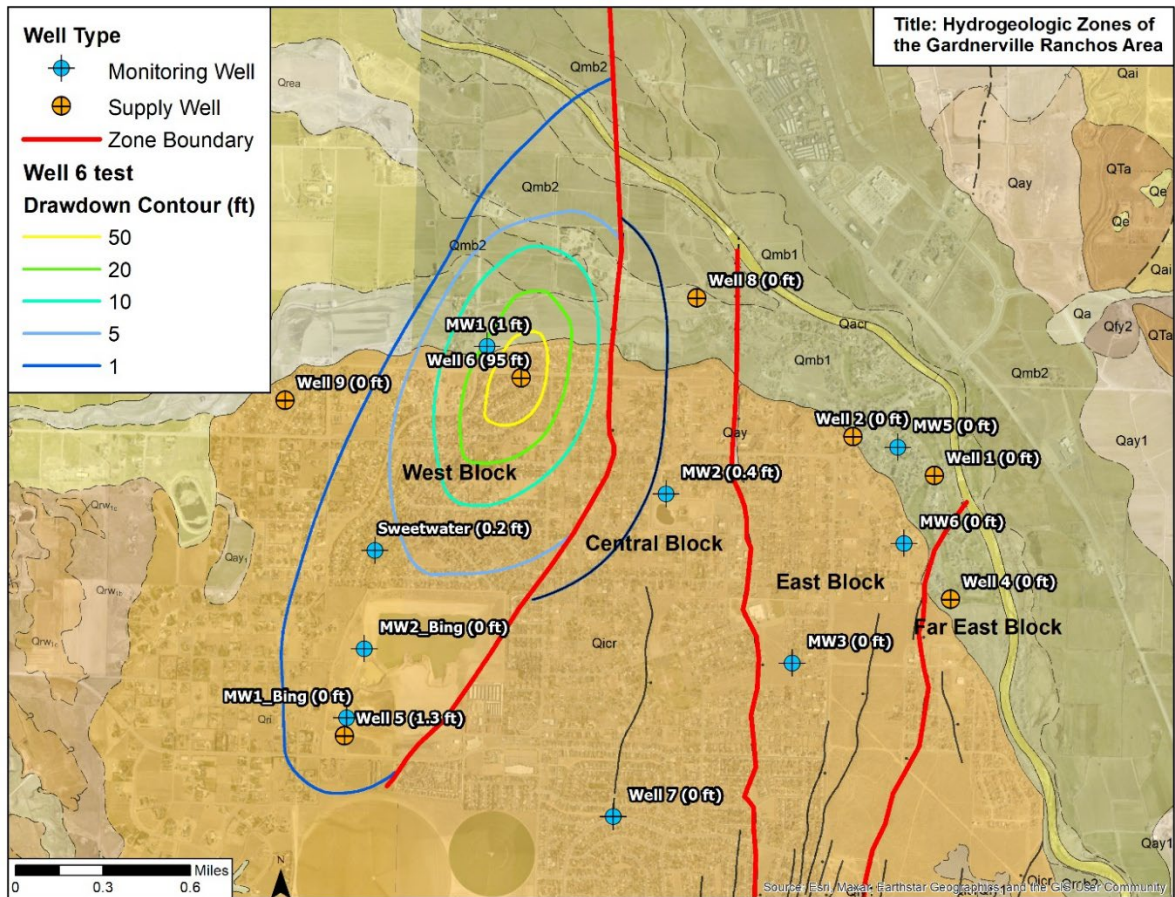 Well Type
Monitoring Well
Supply Well
Zone Boundary
Well 6 test
Drawdown Contour (ft)
50
20
10
5
1
Title: Hydrogeologic Zones of
the Gardnerville Ranchos Area
Qrea
Qmb2
Qmb2
Qmb2
Qai
Qay
QTa
Qe
Qe
Qai
Qmb1
Qa
Qfy2
QTa
Well 8 (0 ft)
Qacr
Qmb1
Qmb2
MW1 (1 ft)
Well 6 (95 ft)
Well 9 (0 ft)
Qay1
Well 2 (0 ft)
MW5 (0 ft)
Qay
West Block
MW2 (0.4 ft)
Well 1 (0 ft)
Qrw1c
Sweetwater (0.2 ft)
Central Block
MW6 (0 ft)
Qay1
East Block
Well 4 (0 ft)
Qrw1b
Far East Block
MW2_Bing (0 ft)
Qicr
MW3 (0 ft)
MW1_Bing (0 ft)
Qri
Well 5 (1.3 ft)
Well 7 (0 ft)
Qay1
Miles
0 0.3 0.6
N
Qicr
Source: Esri, Maxar, Earthstar Geographics, and the GIS User Community